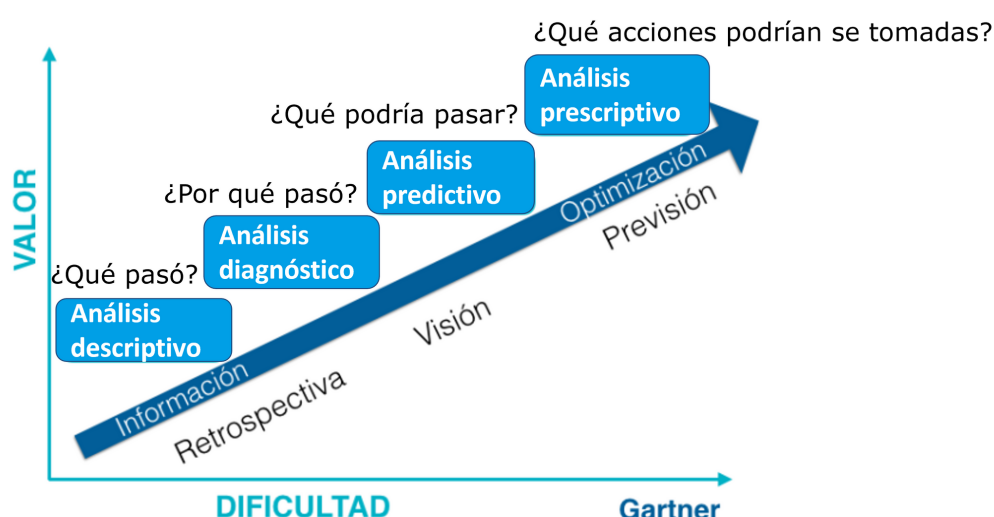 ¿Qué acciones podrían se tomadas?
Análisis
prescriptivo
¿Qué podría pasar?
Análisis
predictivo
¿Por qué pasó?
Análisis
diagnóstico
¿Qué pasó?
Análisis
descriptivo
VALOR
Información
Optimización
Retrospectiva
Visión
Previsión
DIFICULTAD
Gartner